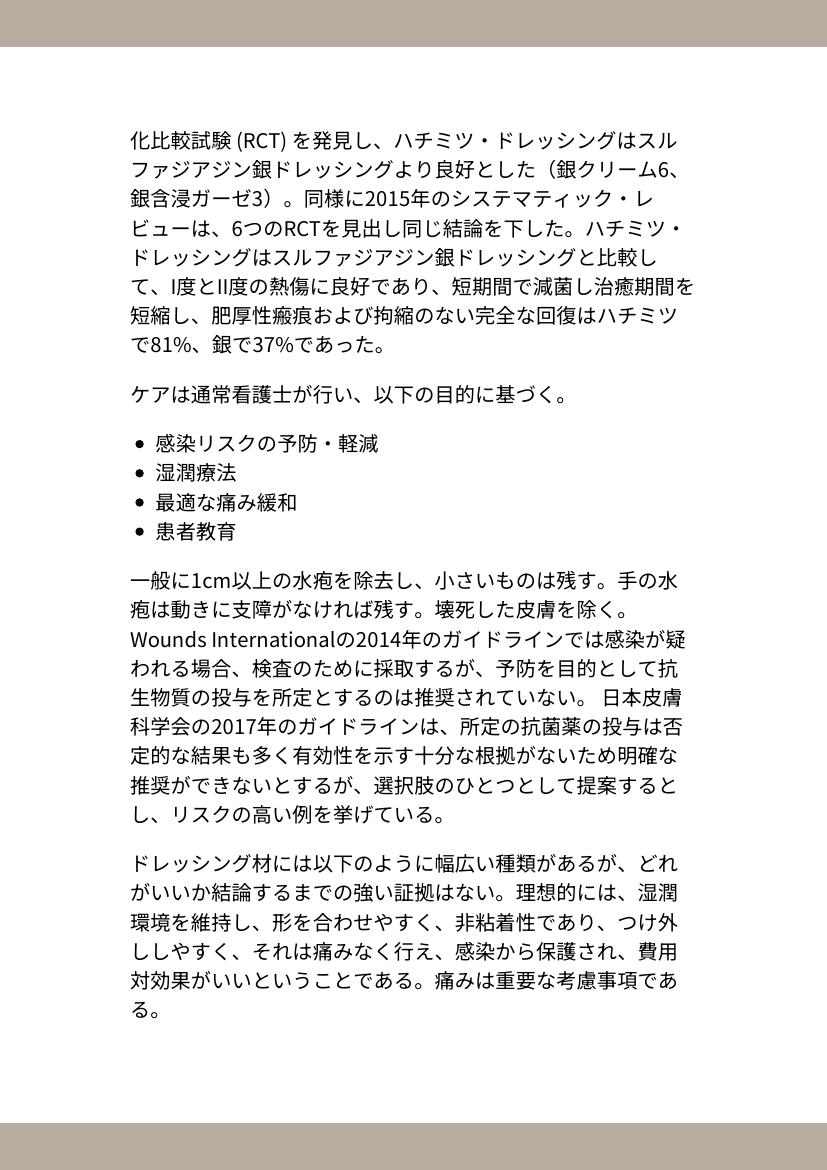 化比較試験 (RCT) を発見し、ハチミツ・ドレッシングはスル
ファジアジン銀ドレッシングより良好とした（銀クリーム6、
銀含浸ガーゼ3）。同様に2015年のシステマティック・レ
ビューは、6つのRCTを見出し同じ結論を下した。ハチミツ・
ドレッシングはスルファジアジン銀ドレッシングと比較し
て、I度とII度の熱傷に良好であり、短期間で減菌し治癒期間を
短縮し、肥厚性瘢痕および拘縮のない完全な回復はハチミツ
で81%、銀で37%であった。
ケアは通常看護士が行い、以下の目的に基づく。
• 感染リスクの予防・軽減
• 湿潤療法
• 最適な痛み緩和
• 患者教育
一般に1cm以上の水疱を除去し、小さいものは残す。手の水
疱は動きに支障がなければ残す。壊死した皮膚を除く。
Wounds Internationalの2014年のガイドラインでは感染が疑
われる場合、検査のために採取するが、予防を目的として抗
生物質の投与を所定とするのは推奨されていない。 日本皮膚
科学会の2017年のガイドラインは、所定の抗菌薬の投与は否
定的な結果も多く有効性を示す十分な根拠がないため明確な
推奨ができないとするが、選択肢のひとつとして提案すると
し、リスクの高い例を挙げている。
ドレッシング材には以下のように幅広い種類があるが、どれ
がいいか結論するまでの強い証拠はない。理想的には、湿潤
環境を維持し、形を合わせやすく、非粘着性であり、つけ外
ししやすく、それは痛みなく行え、感染から保護され、費用
対効果がいいということである。痛みは重要な考慮事項であ
る。